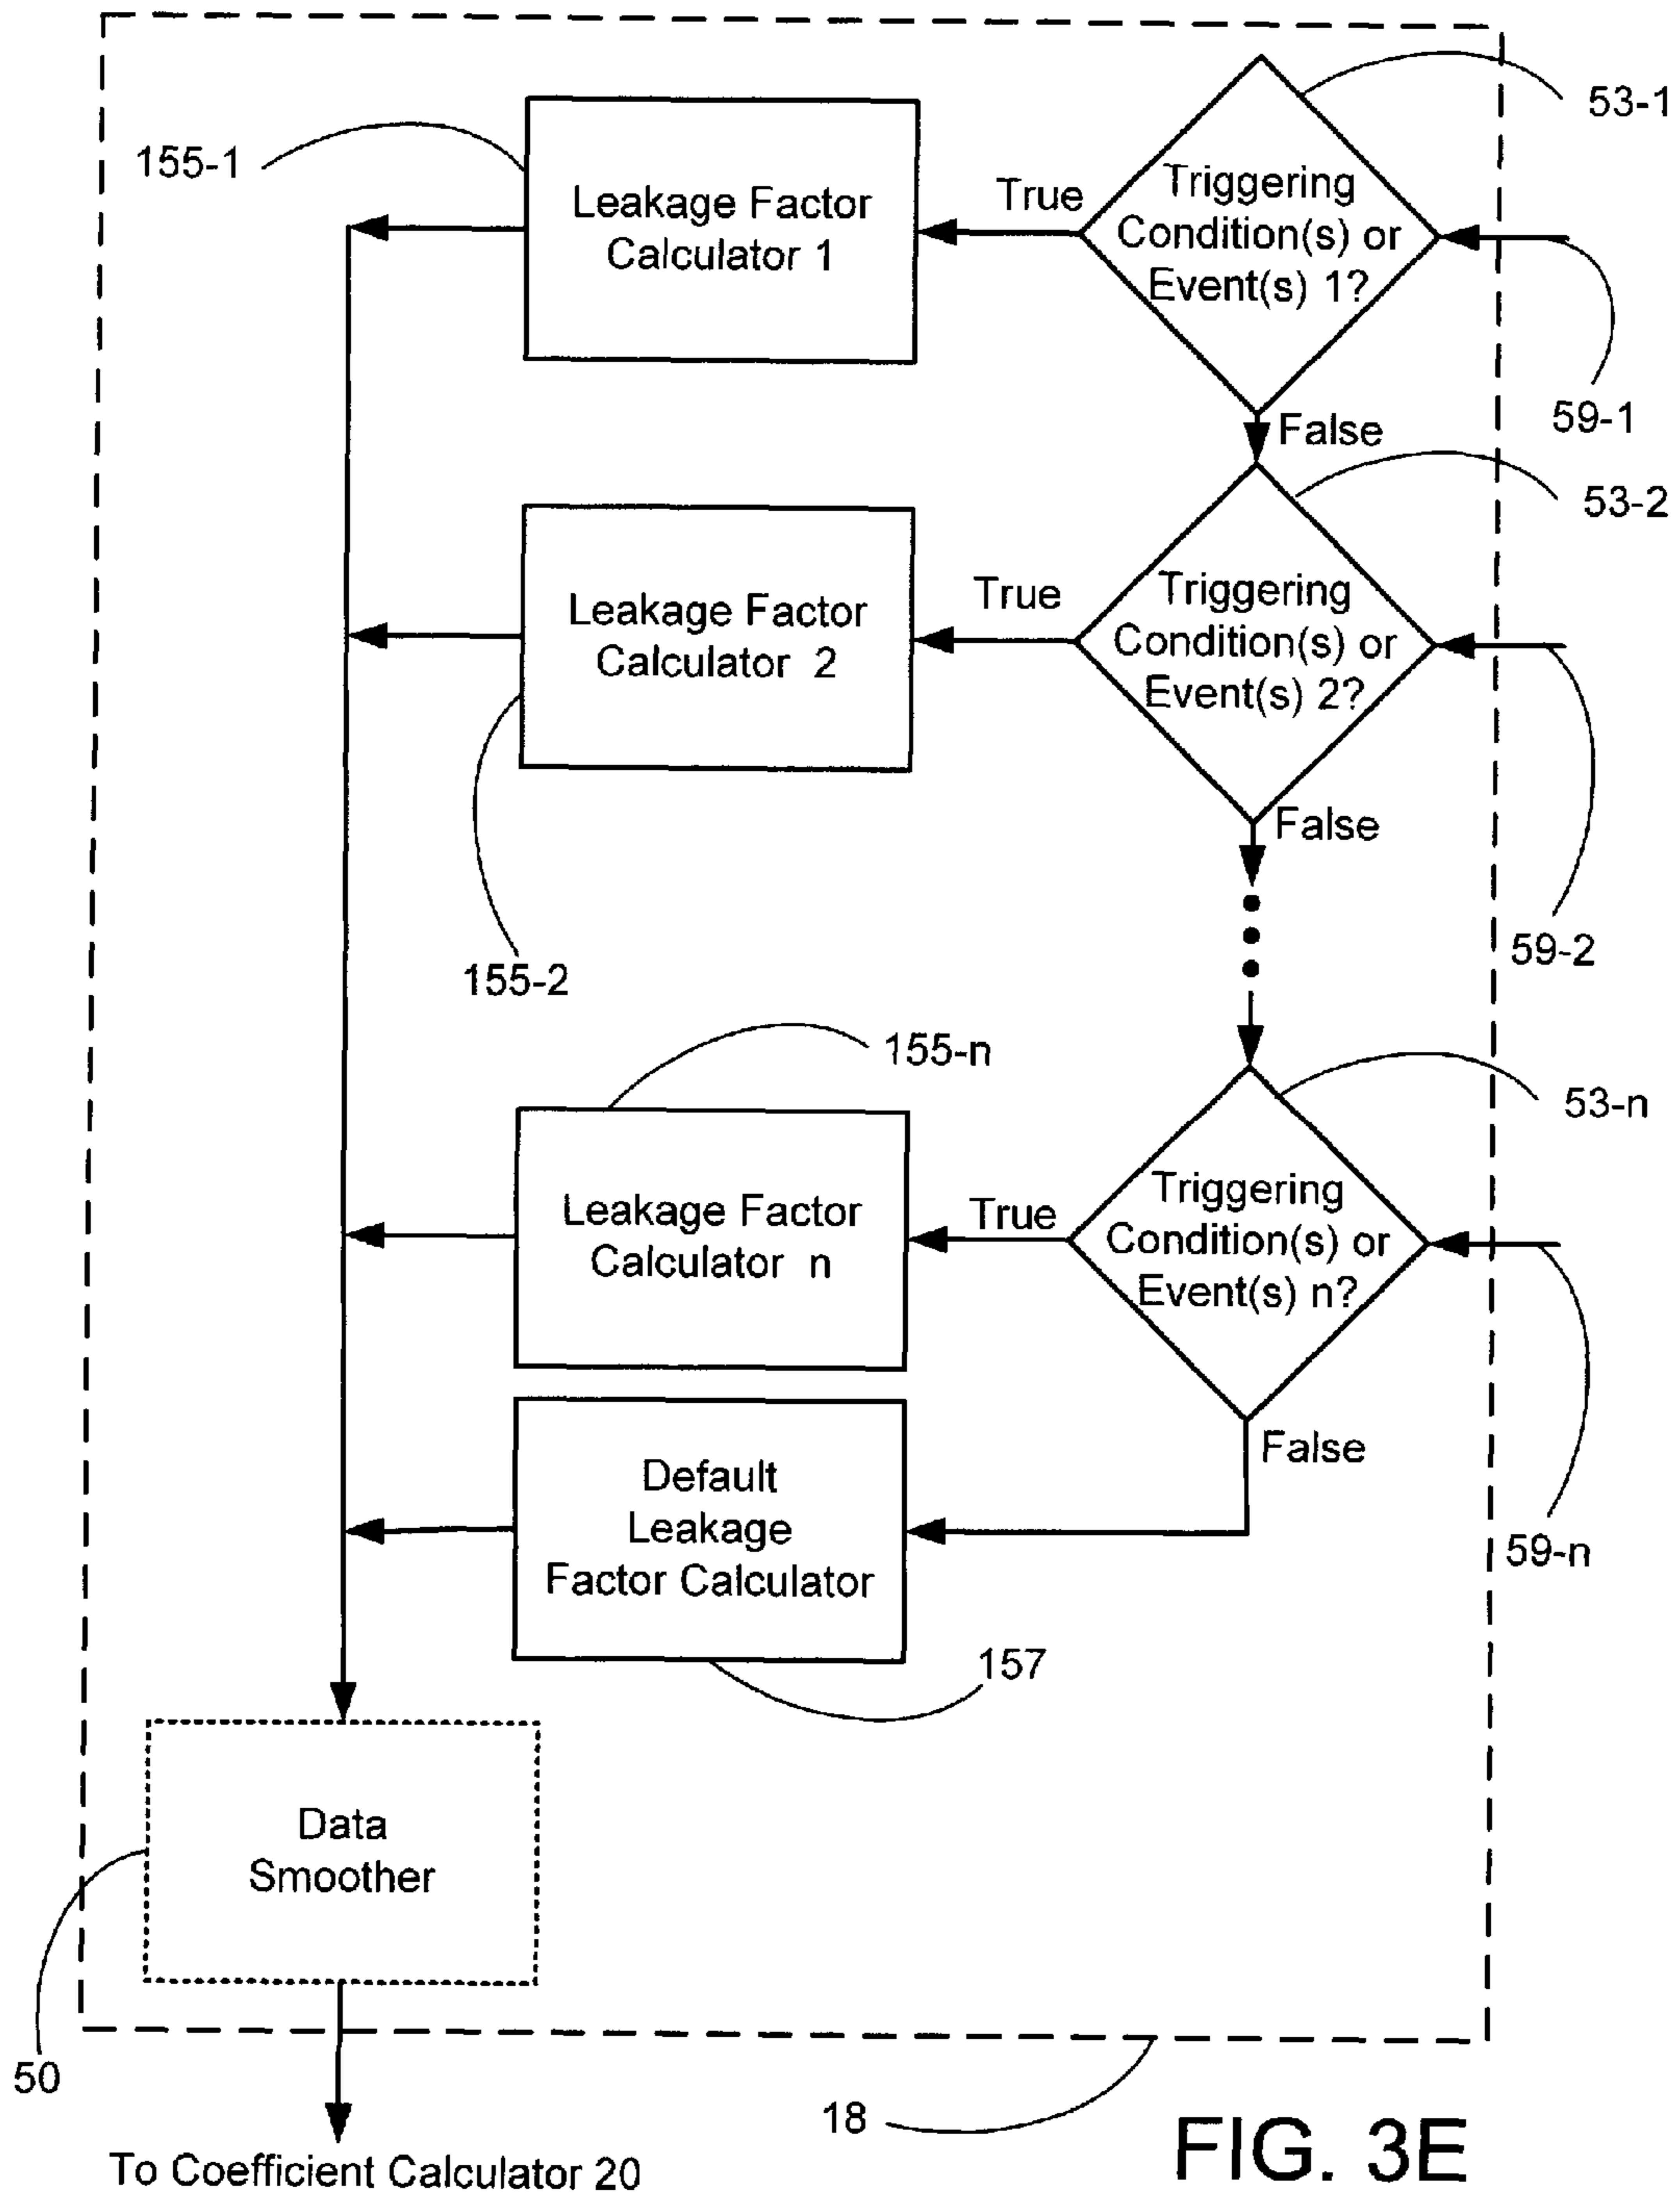 53-1
155-1
Leakage Factor
Calculator 1
True
Triggering
Condition(s) or
Event(s) 1?
59-1
False
53-2
Leakage Factor
Calculator 2
True
Triggering
Condition(s) or
Event(s) 2?
False
59-2
155-2
155-n
53-n
Leakage Factor
Calculator n
True
Triggering
Condition(s) or
Event(s) n?
False
59-n
Default
Leakage
Factor Calculator
157
Data
Smoother
50
18
To Coefficient Calculator 20
FIG. 3E